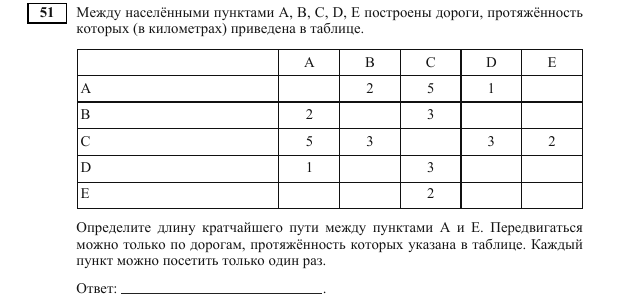 51 Между населёнными пунктами A, B, C, D, E построены дороги, протяжённость
которых (в километрах) приведена в таблице.
A B C D E
A 2 5 1
B 2 3
C 5 3 3 2
D 1 3
E 2
Определите длину кратчайшего пути между пунктами A и E. Передвигаться
можно только по дорогам, протяжённость которых указана в таблице. Каждый
пункт можно посетить только один раз.
Ответ: .